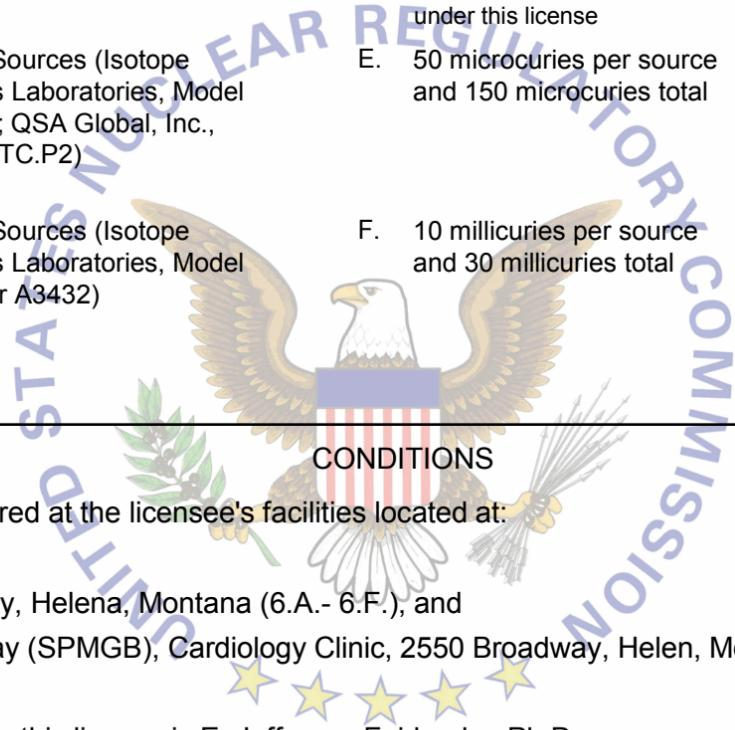 under this license
Sources (Isotope E. 50 microcuries per source
s Laboratories, Model and 150 microcuries total
; QSA Global, Inc.,
TC.P2)
Sources (Isotope F. 10 millicuries per source
s Laboratories, Model and 30 millicuries total
r A3432)
CONDITIONS
red at the licensee's facilities located at:
y, Helena, Montana (6.A.- 6.F.), and
ay (SPMGB), Cardiology Clinic, 2550 Broadway, Helen, M
UNITED STATES NUCLEAR REGULATORY COMMISSION